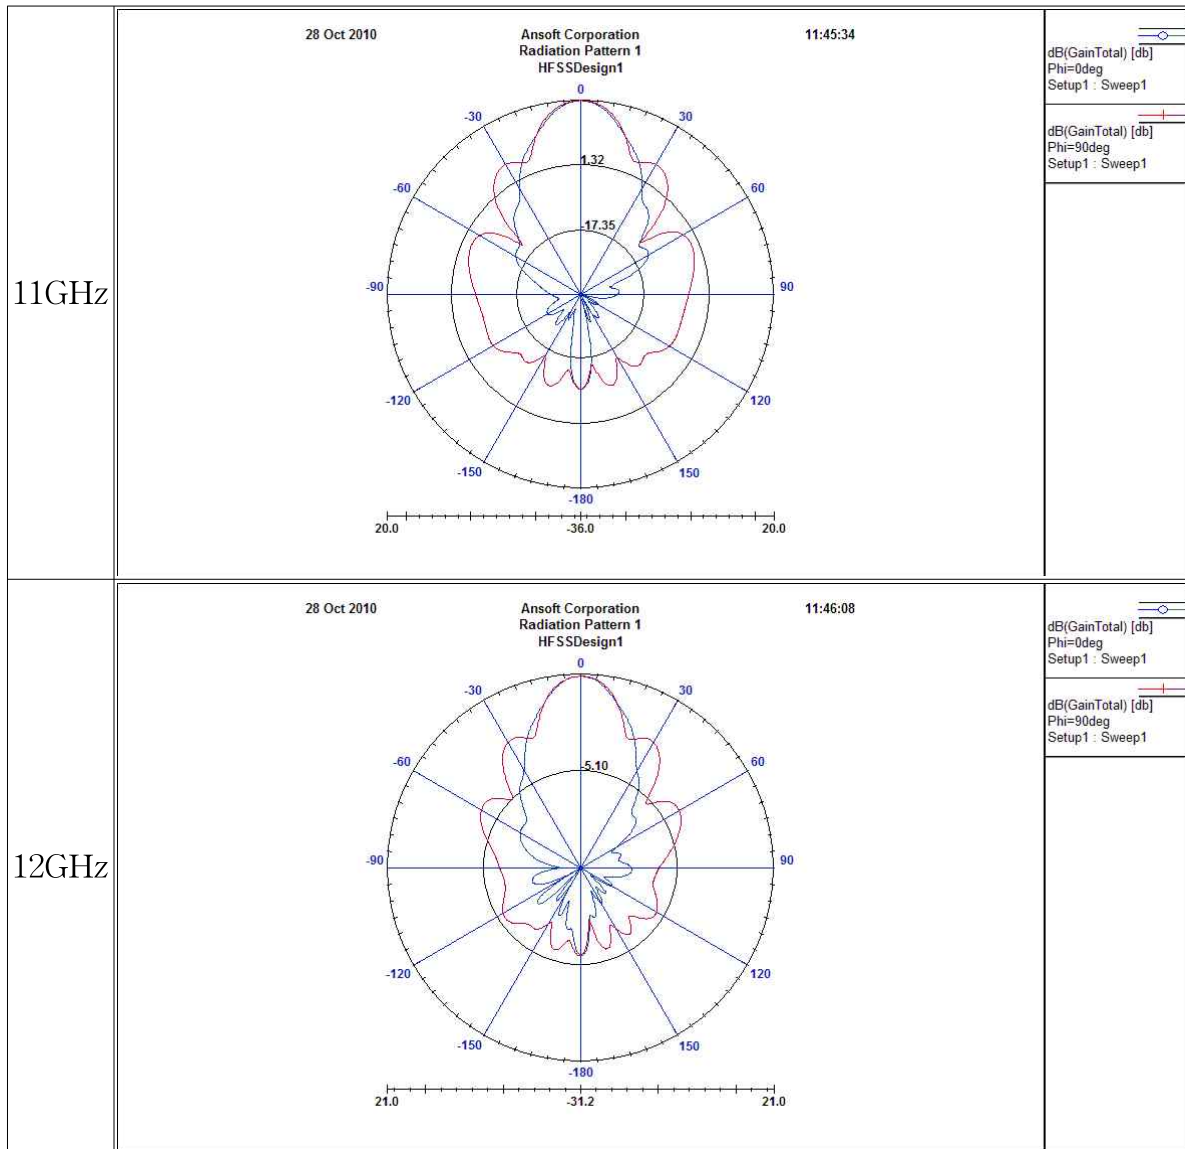 11GHz
28 Oct 2010
Ansoft Corporation
11:45:34
Radiation Pattern 1
HFSSDesign1
0
-30
30
1.32
-60
60
-17.35
-90
90
-120
120
-150
150
-180
20.0
-36.0
20.0
dB(GainTotal) [db]
Phi=0deg
Setup1 : Sweep1
dB(GainTotal) [db]
Phi=90deg
Setup1 : Sweep1
12GHz
28 Oct 2010
Ansoft Corporation
11:46:08
Radiation Pattern 1
HFSSDesign1
0
-30
30
-60
60
-5.10
-90
90
-120
120
-150
150
-180
21.0
-31.2
21.0
dB(GainTotal) [db]
Phi=0deg
Setup1 : Sweep1
dB(GainTotal) [db]
Phi=90deg
Setup1 : Sweep1